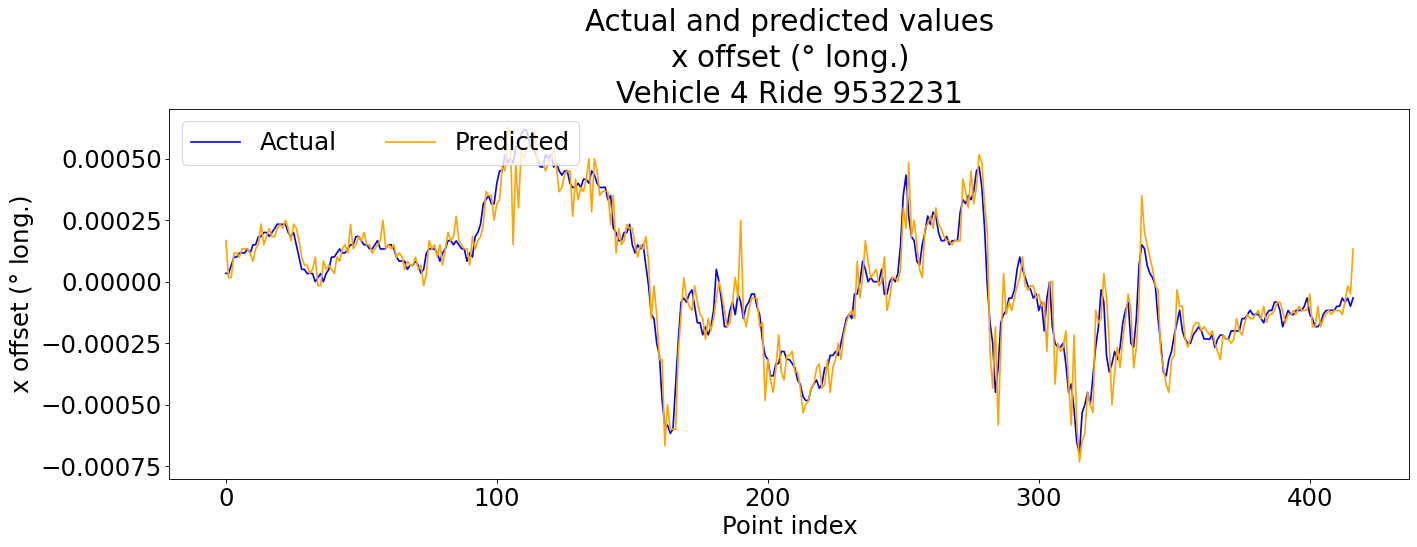 Actual and predicted values
x offset (° long.)
Vehicle 4 Ride 9532231
Actual Predicted
0.00050
0.00025
0.00000
−0.00025
−0.00050
−0.00075
x offset (° long.)
0 100 200 300 400
Point index